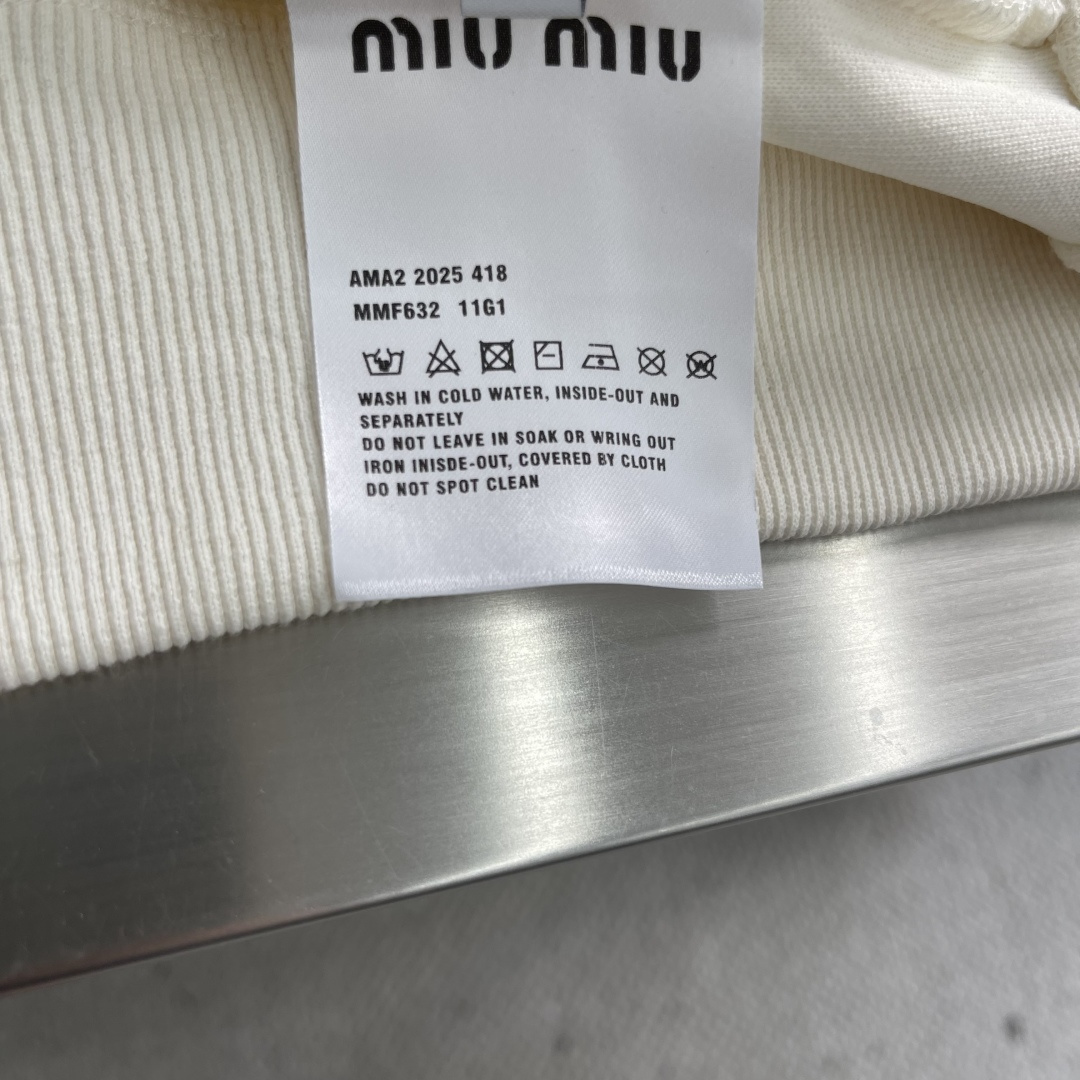 MIU MIU
AMA2 2025 418
MMF632 11G1
WASH IN COLD WATER, INSIDE-OUT AND
SEPARATELY
DO NOT LEAVE IN SOAK OR WRING OUT
IRON INISDE-OUT, COVERED BY CLOTH
DO NOT SPOT CLEAN